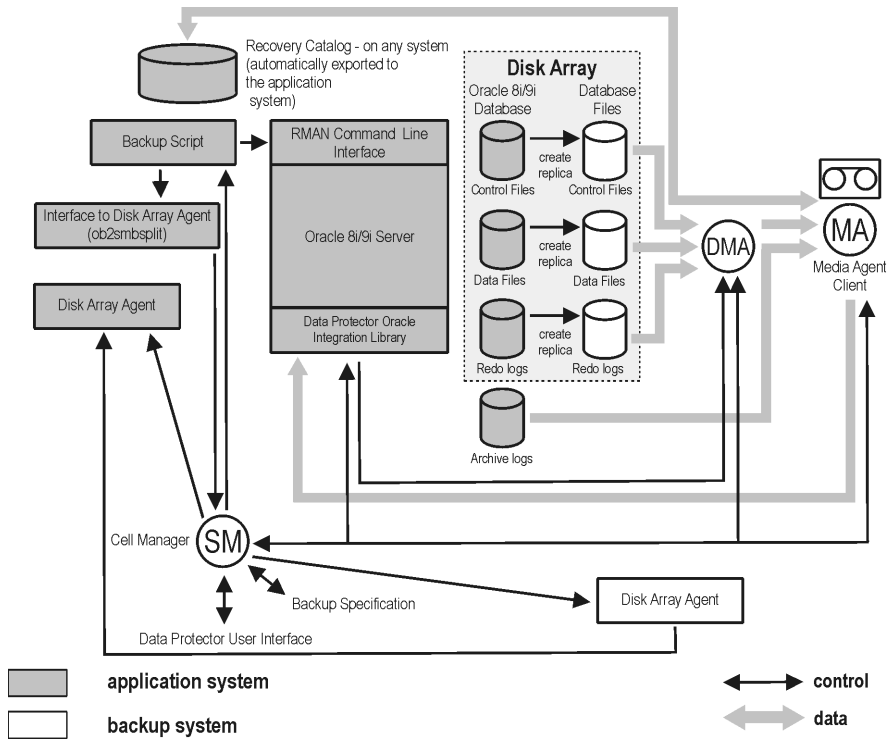 Recovery Catalog - on any system
(automatically exported to
the application
system)
Disk Array
Oracle 8i/9i
Database
Database
Files
Backup Script
RMAN Command Line
Interface
create
replica
Control Files
Control Files
Interface to Disk Array Agent
(ob2smbsplit)
Oracle 8i/9i Server
create
replica
Data Files
Data Files
DMA
MA
Media Agent
Client
Disk Array Agent
Data Protector Oracle
Integration Library
create
replica
Redo logs
Redo logs
Archive logs
Cell Manager
SM
Backup Specification
Disk Array Agent
Data Protector User Interface
application system
control
backup system
data